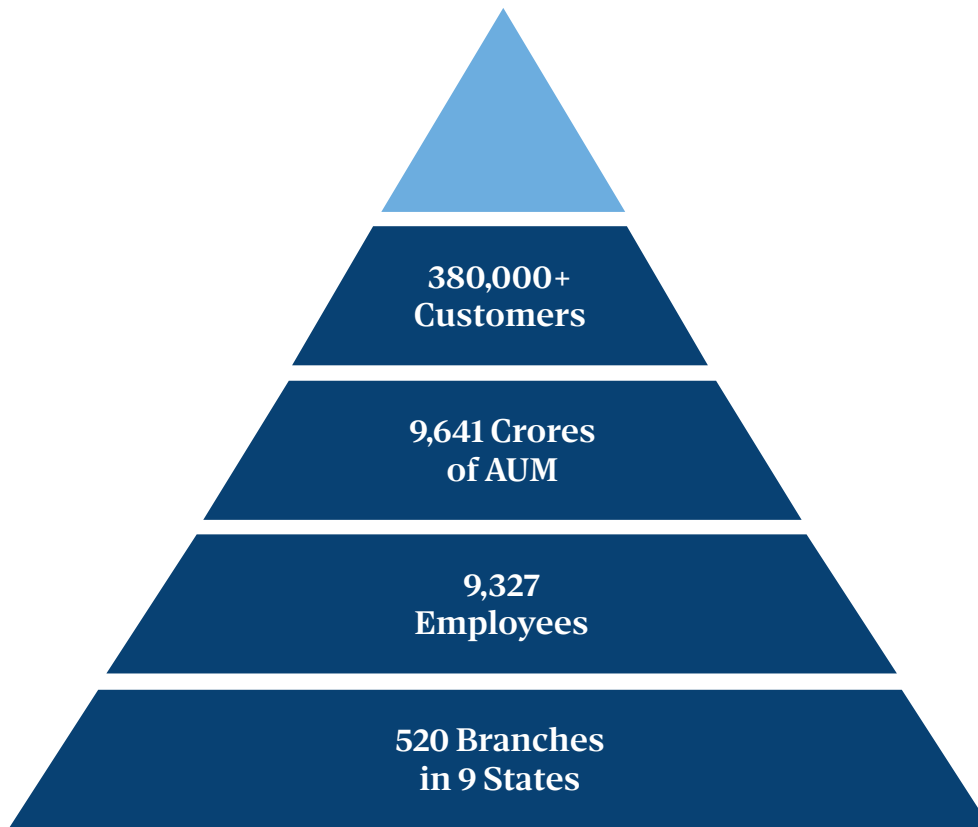 380,000+
Customers
9,641 Crores
of AUM
9,327
Employees
520 Branches
in 9 States